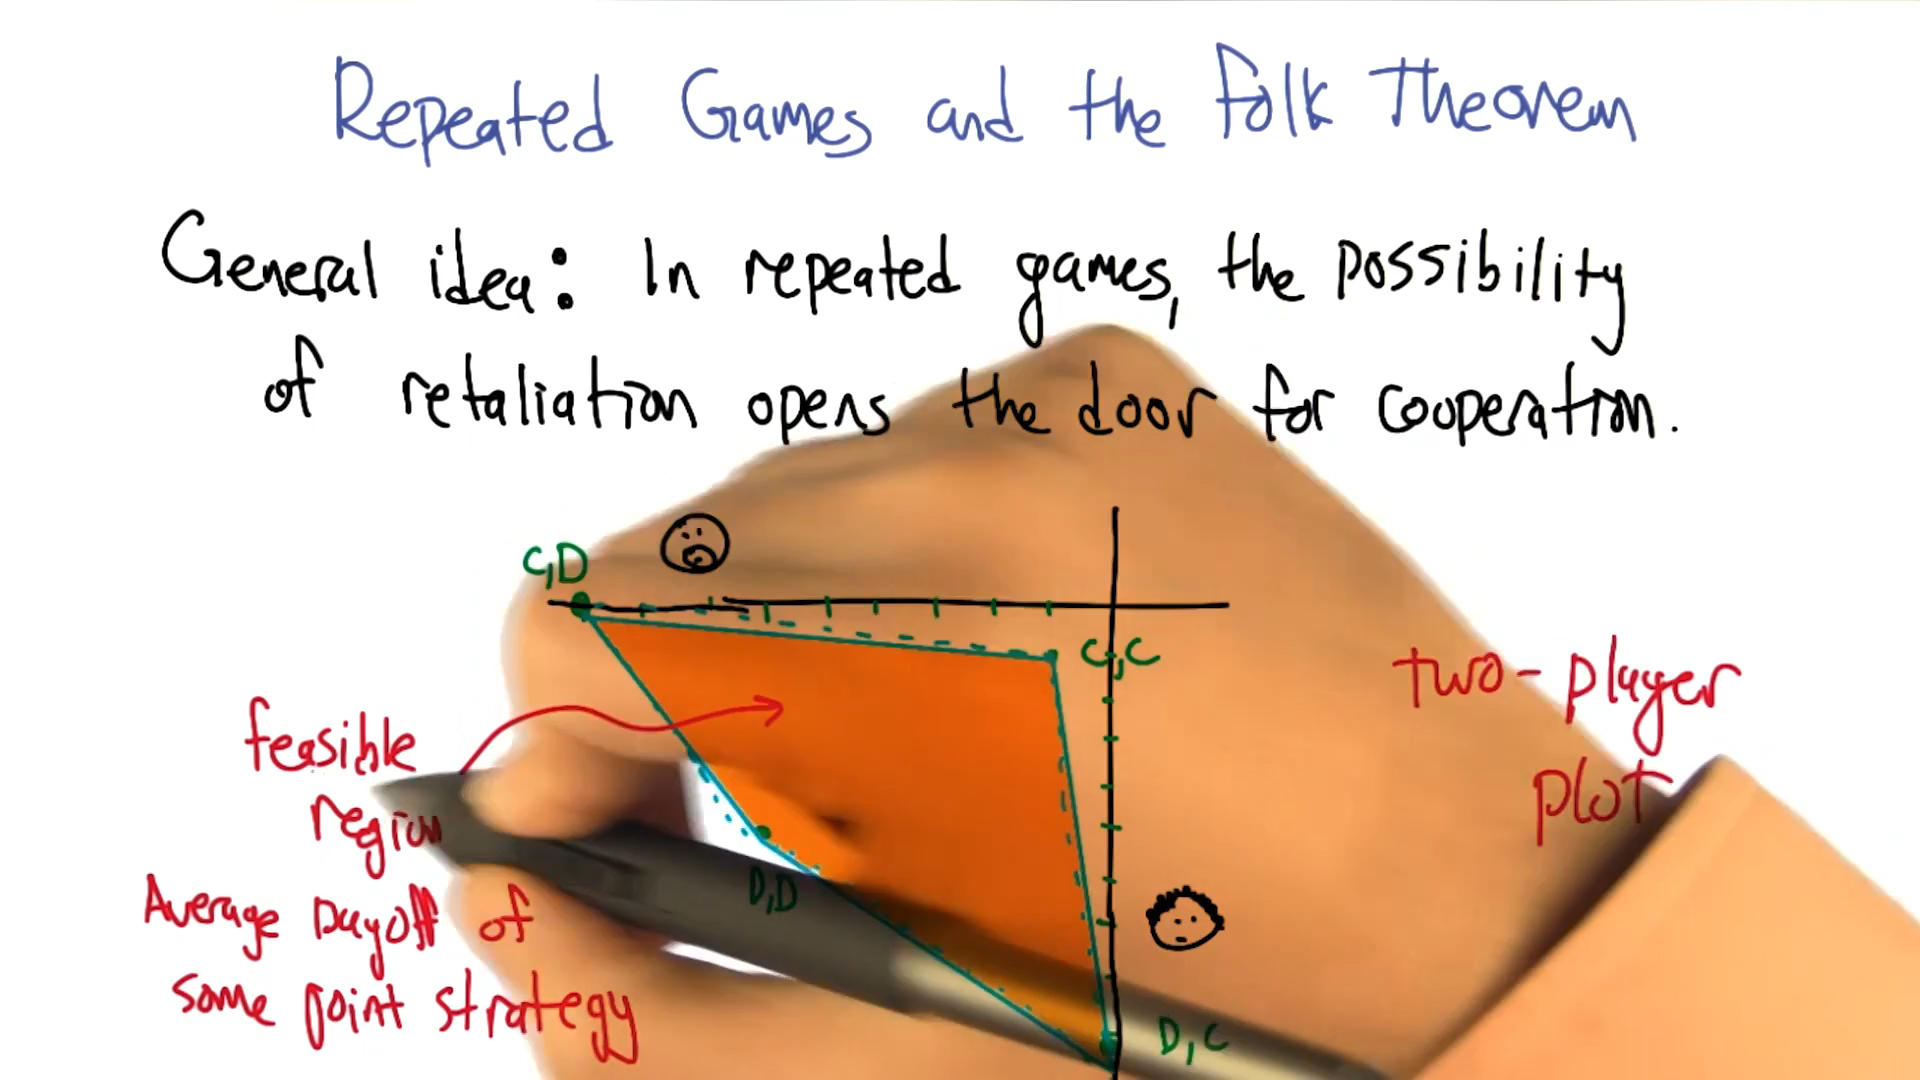 Repeated Games and the Folk Theorem
General idea: In repeated games, the possibility
of retaliation opens the door for cooperation.
C,D
C,C
two-player
plot
feasible
region
D,D
Average payoff of
some point strategy
D,C